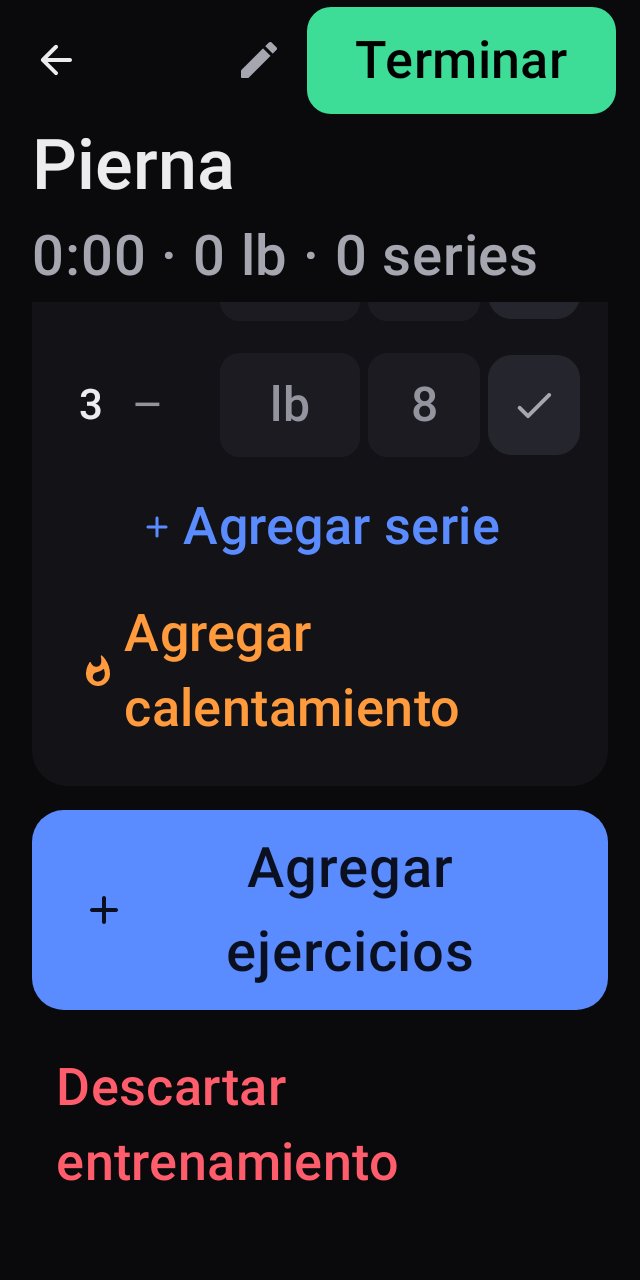 Terminar
Pierna
0:00 · 0 lb · 0 series
3 – lb 8
+ Agregar serie
Agregar
calentamiento
+ Agregar
ejercicios
Descartar
entrenamiento